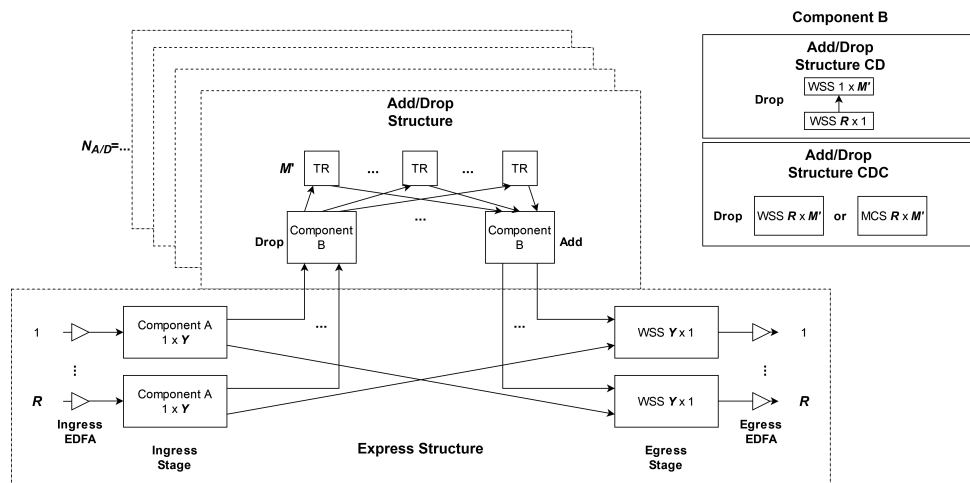 Component B
Add/Drop
Structure CD
WSS 1 x M'
Drop
WSS R x 1
Add/Drop
Structure CDC
Drop
WSS R x M'
or
MCS R x M'
Add/Drop
Structure
N A/D=...
M'
TR
...
TR
...
TR
...
Drop
Component
B
Component
B
Add
1
Component A
1 x Y
...
...
WSS Y x 1
1
...
...
R
Component A
1 x Y
WSS Y x 1
R
Ingress
EDFA
Egress
EDFA
Ingress
Stage
Express Structure
Egress
Stage